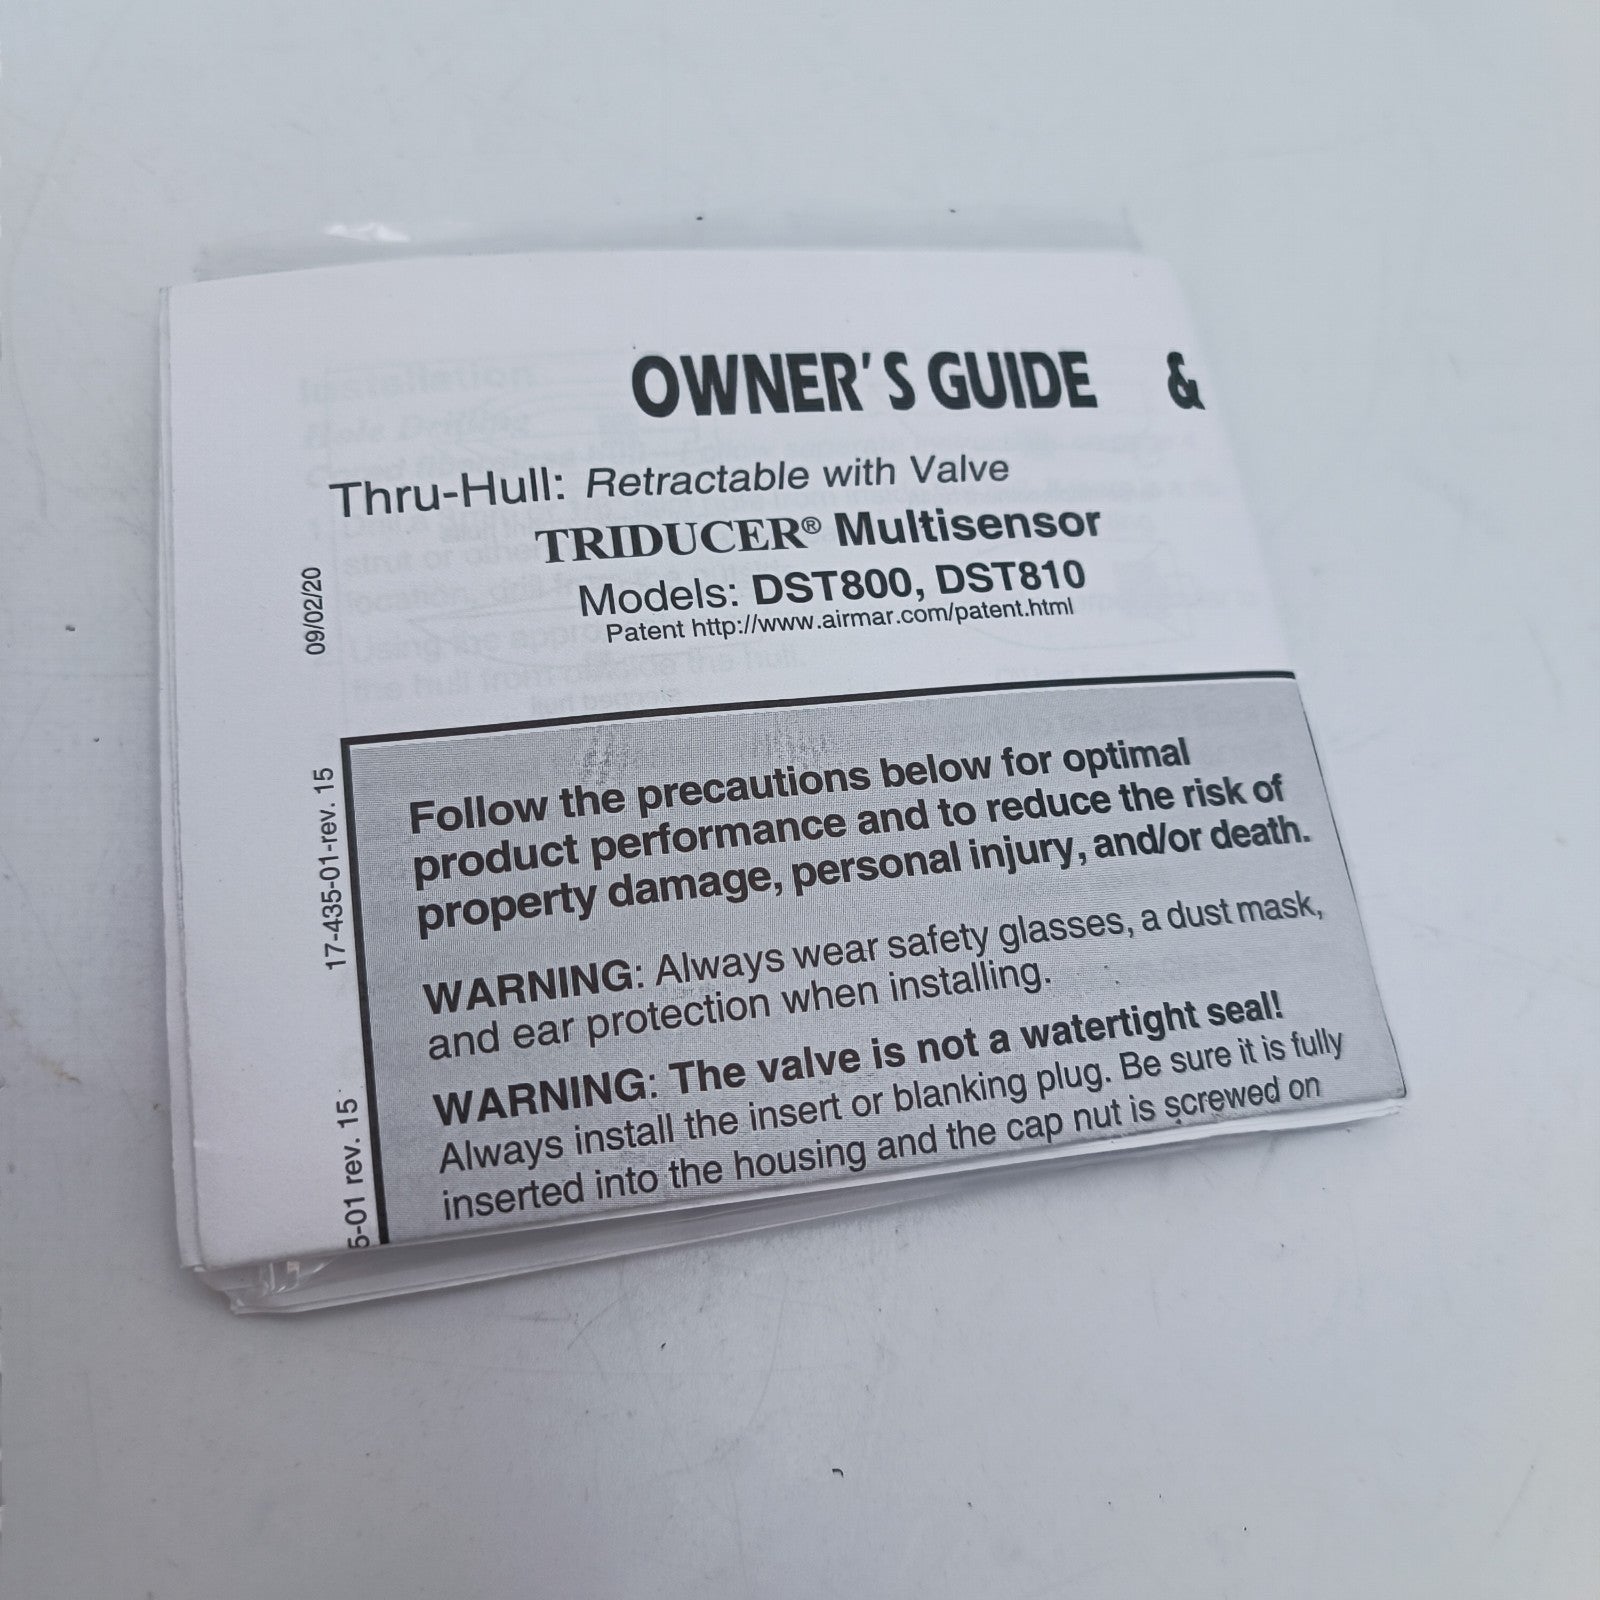 OWNER'S GUIDE &
Thru-Hull: Retractable with Valve
TRIDUCER® Multisensor
Models: DST800, DST810
Patent http://www.airmar.com/patent.html
09/02/20
17-435-01-rev. 15
5-01 rev. 15
Follow the precautions below for optimal
product performance and to reduce the risk of
property damage, personal injury, and/or death.
WARNING: Always wear safety glasses, a dust mask,
and ear protection when installing.
WARNING: The valve is not a watertight seal!
Always install the insert or blanking plug. Be sure it is fully
inserted into the housing and the cap nut is screwed on
Installation
Hole Drilling